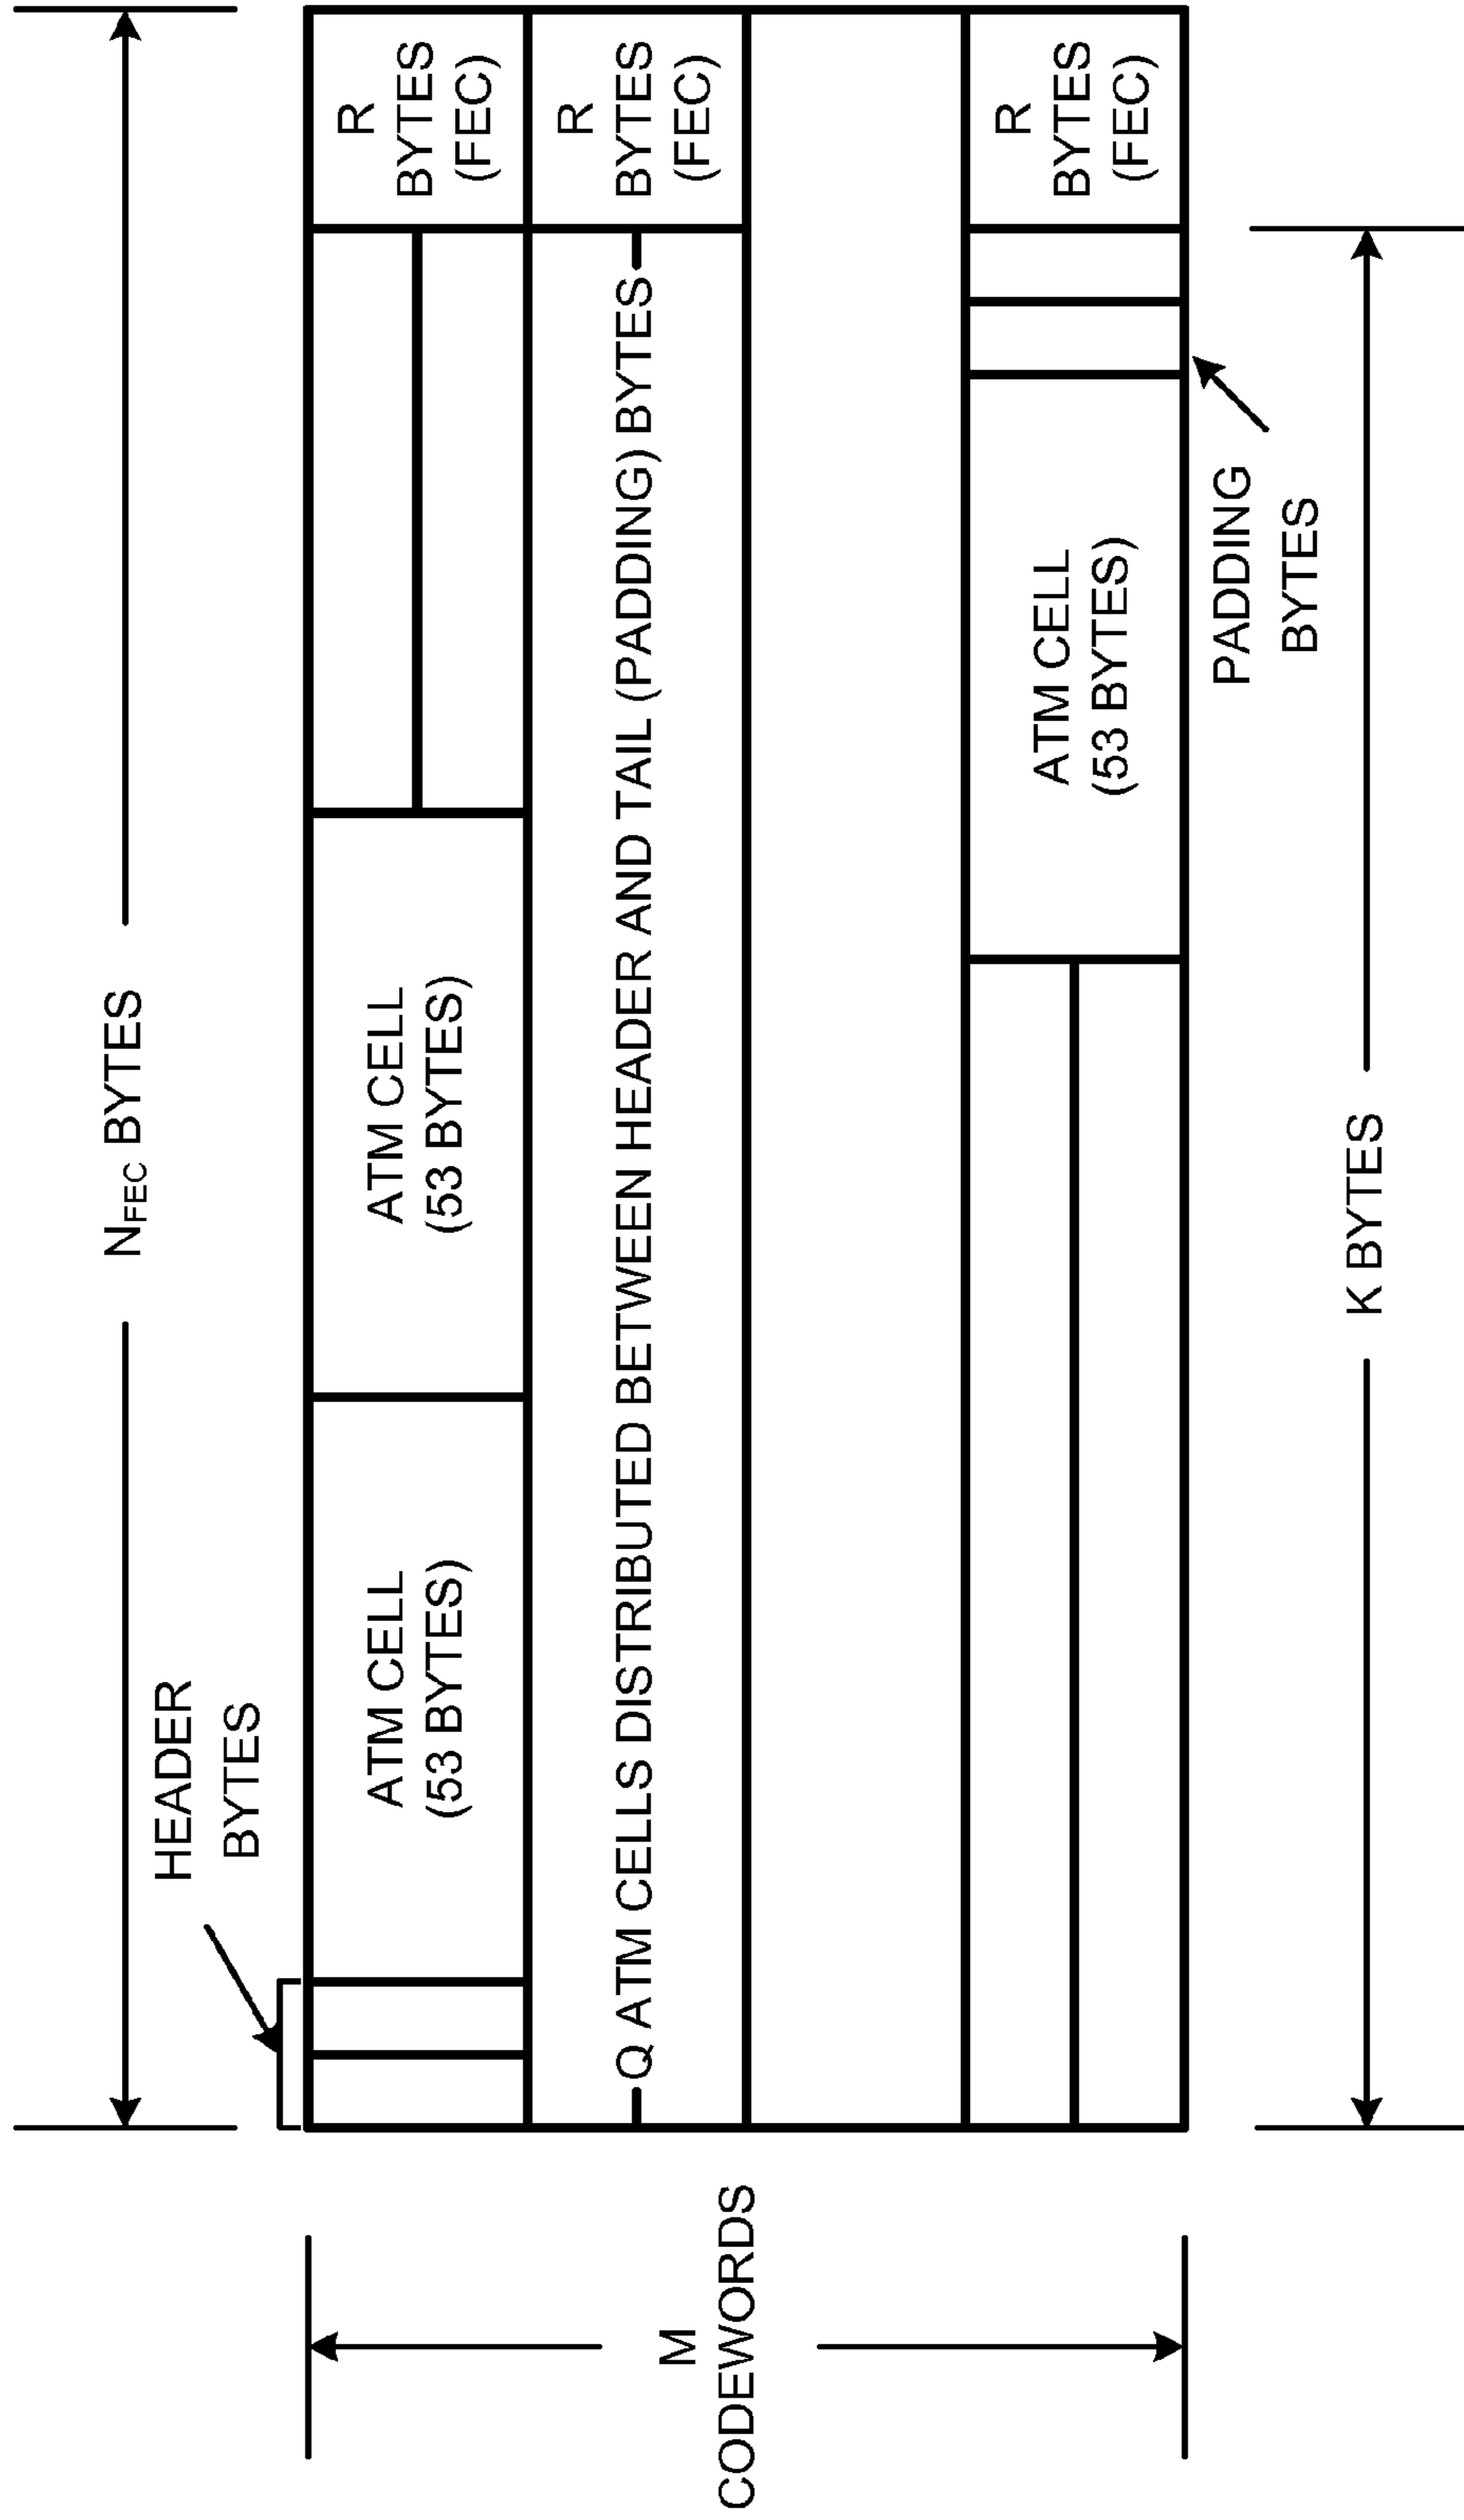 NFEC BYTES
HEADER
BYTES
ATM CELL
(53 BYTES)
ATM CELL
(53 BYTES)
R
BYTES
(FEC)
Q ATM CELLS DISTRIBUTED BETWEEN HEADER AND TAIL (PADDING) BYTES
R
BYTES
(FEC)
M
CODEWORDS
ATM CELL
(53 BYTES)
R
BYTES
(FEC)
PADDING
BYTES
K BYTES